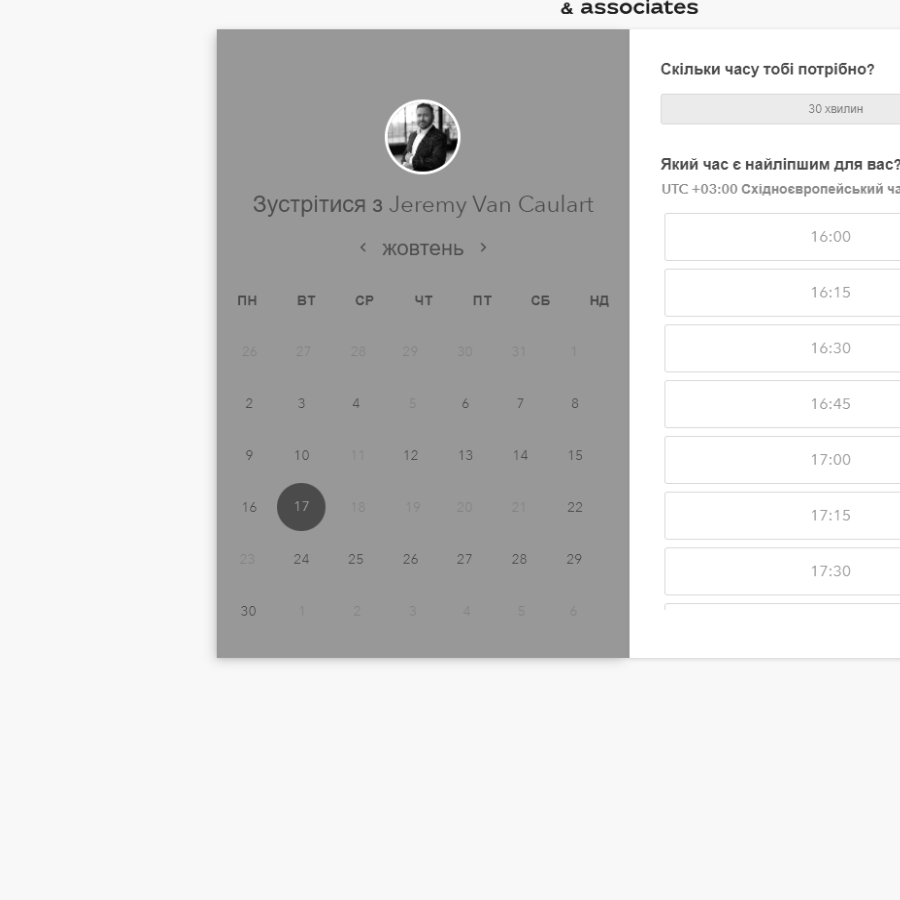 & associates
Зустрітися з Jeremy Van Caulart
жовтень
ПН ВТ СР ЧТ ПТ СБ НД
26 27 28 29 30 31 1
2 3 4 5 6 7 8
9 10 11 12 13 14 15
16 17 18 19 20 21 22
23 24 25 26 27 28 29
30 1 2 3 4 5 6
Скільки часу тобі потрібно?
30 хвилин
Який час є найліпшим для вас?
UTC +03:00 Східноєвропейський ча
16:00
16:15
16:30
16:45
17:00
17:15
17:30